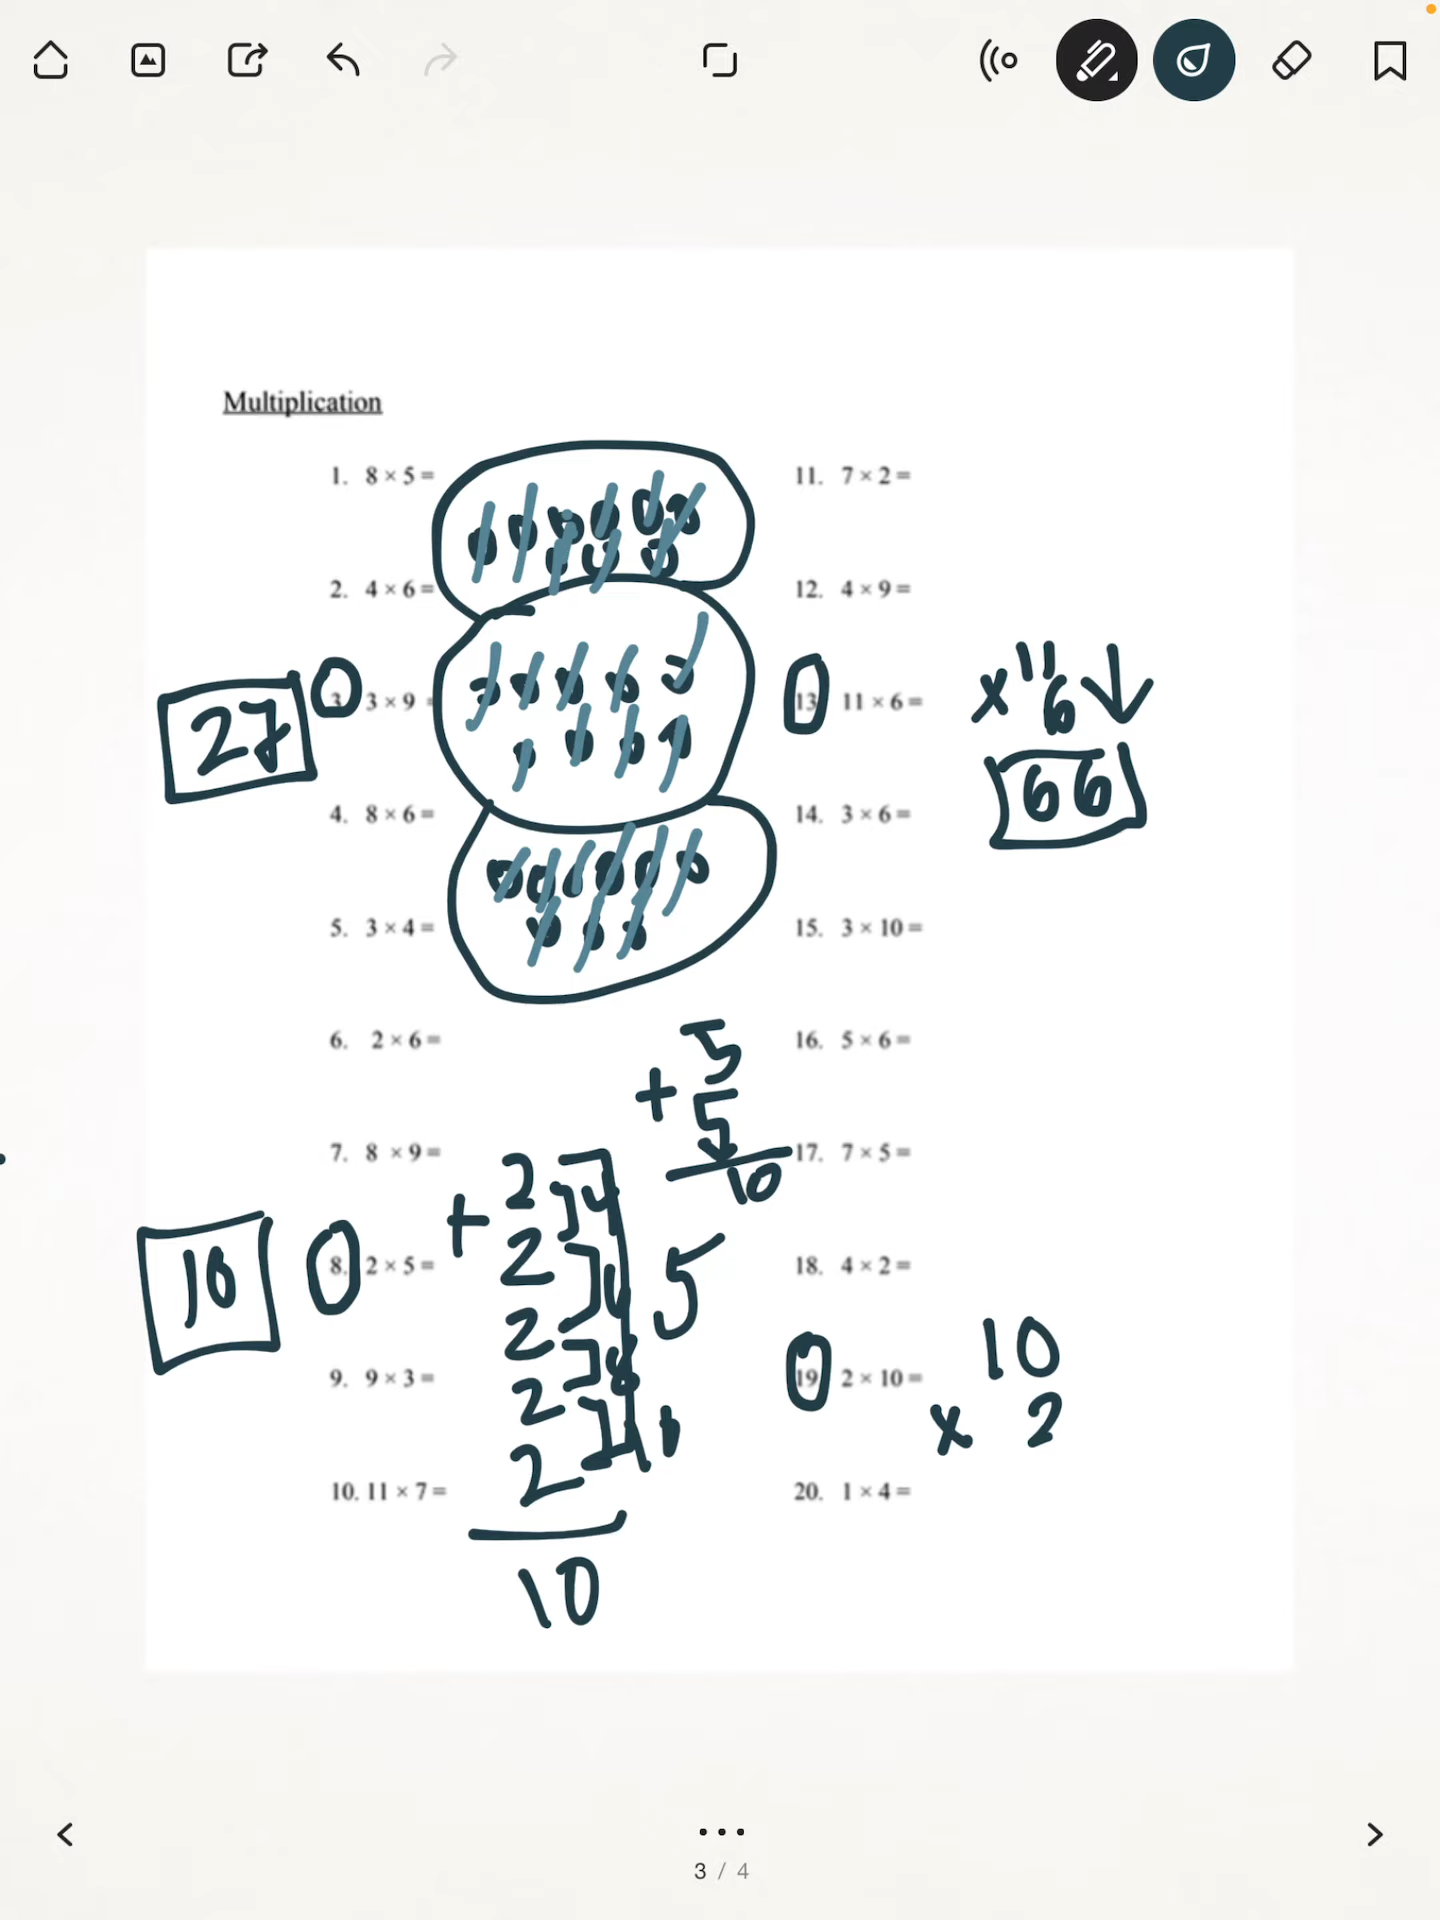 Multiplication
1. 8 × 5 =
2. 4 × 6 =
27
3. 3 × 9 =
4. 8 × 6 =
5. 3 × 4 =
6. 2 × 6 =
7. 8 × 9 =
10
8. 2 × 5 =
9. 9 × 3 =
10. 11 × 7 =
+ 2
2
2
2
2
10
4
4
5
5
+ 5
10
11. 7 × 2 =
12. 4 × 9 =
13. 11 × 6 =
11
× 6
66
14. 3 × 6 =
15. 3 × 10 =
16. 5 × 6 =
17. 7 × 5 =
18. 4 × 2 =
19. 2 × 10 =
10
× 2
20. 1 × 4 =
3 / 4